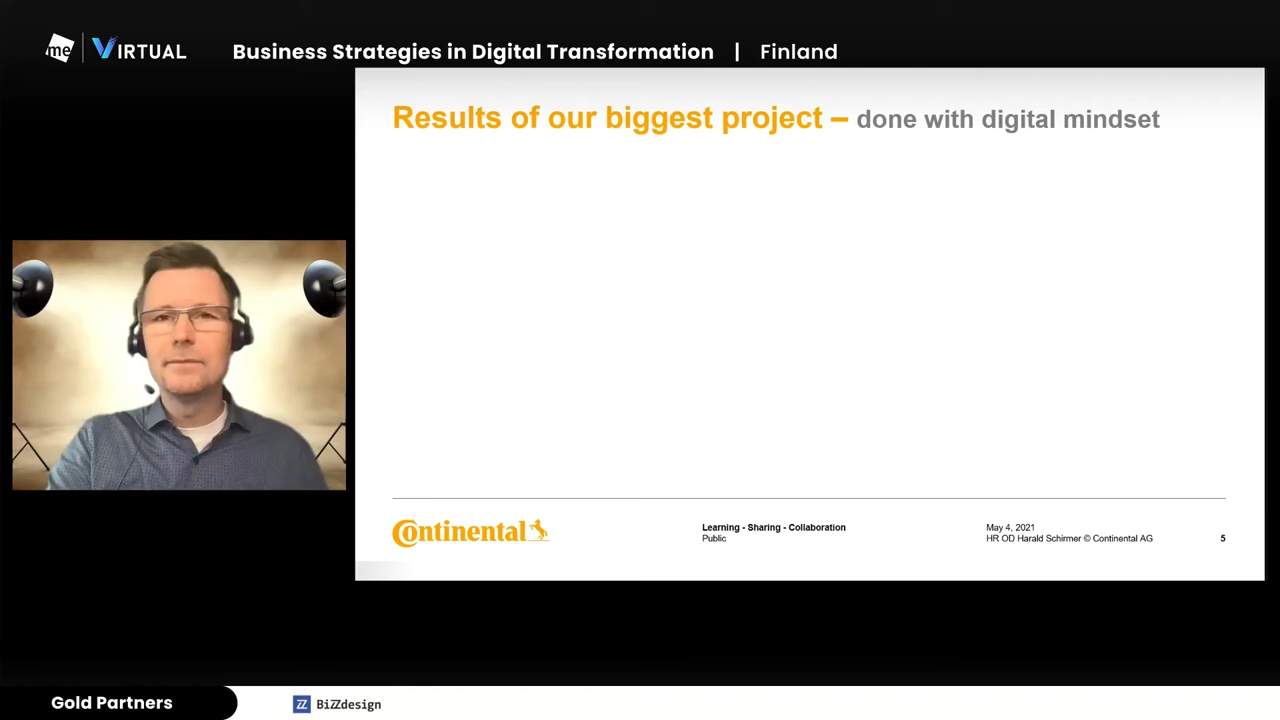 me VIRTUAL
Business Strategies in Digital Transformation | Finland
Results of our biggest project – done with digital mindset
Continental
Learning - Sharing - Collaboration
Public
May 4, 2021
HR OD Harald Schirmer © Continental AG
5
Gold Partners
BiZZdesign